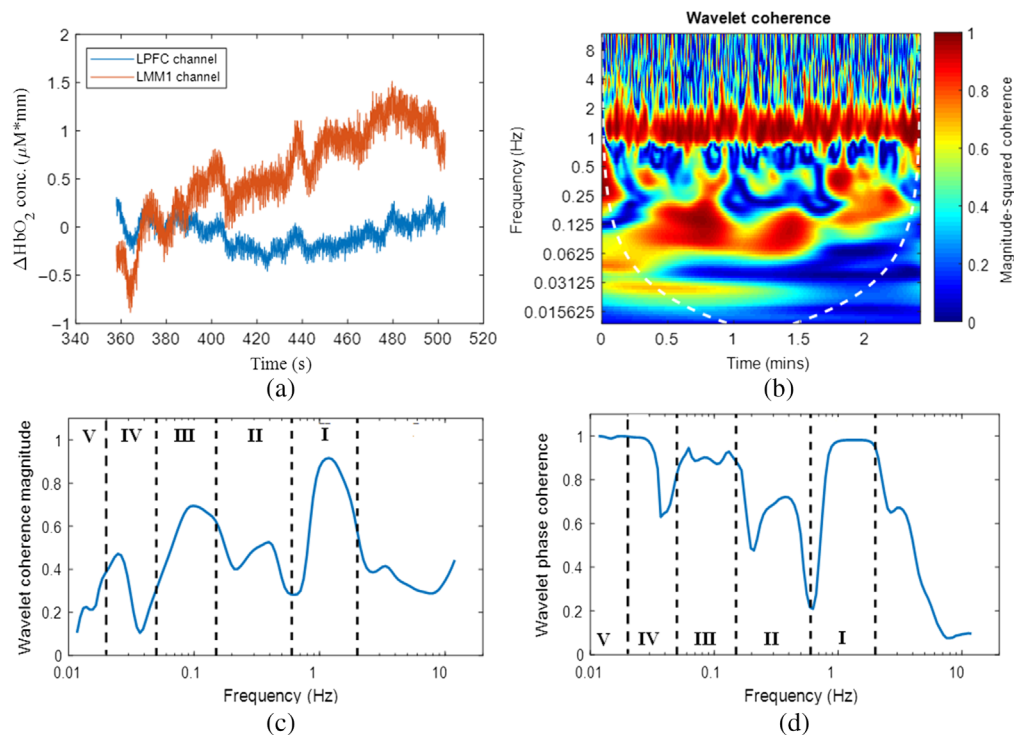 2
1.5
1
0.5
0
−0.5
−1
ΔHbO2 conc. (μM*mm)
LPFC channel
LMM1 channel
340 360 380 400 420 440 460 480 500 520
Time (s)
(a)
Wavelet coherence
8
4
2
1
0.5
0.25
0.125
0.0625
0.03125
0.015625
Frequency (Hz)
0 0.5 1 1.5 2
Time (mins)
1
0.8
0.6
0.4
0.2
0
Magnitude-squared coherence
(b)
1
0.8
0.6
0.4
0.2
0
Wavelet coherence magnitude
V IV III II I
0.01 0.1 1 10
Frequency (Hz)
(c)
1
0.8
0.6
0.4
0.2
0
Wavelet phase coherence
V IV III II I
0.01 0.1 1 10
Frequency (Hz)
(d)